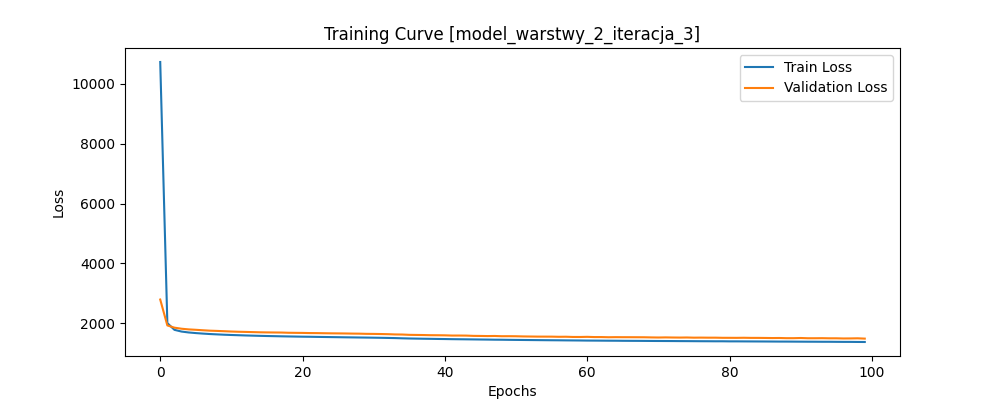 Training Curve [model_warstwy_2_iteracja_3]
Train Loss
Validation Loss
10000
8000
6000
4000
2000
Loss
0
20
40
60
80
100
Epochs